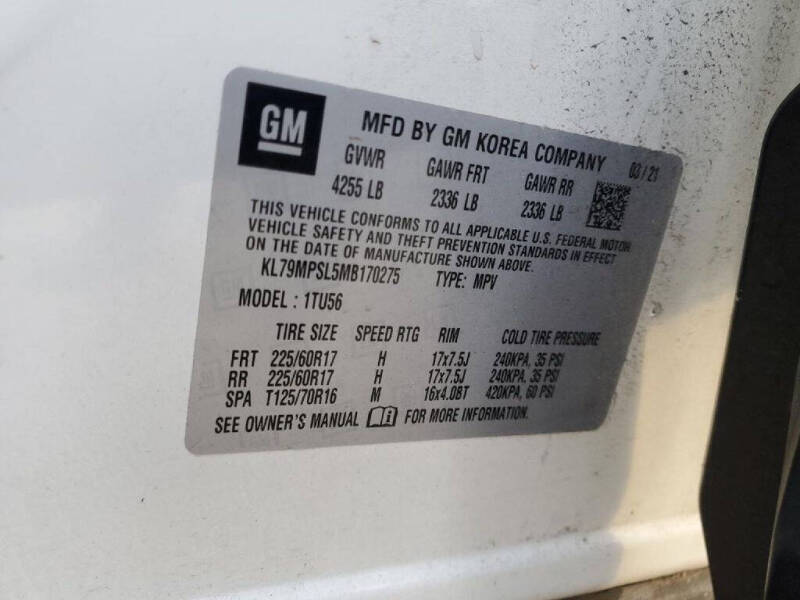 GM
MFD BY GM KOREA COMPANY 03/21
GVWR GAWR FRT GAWR RR
4255 LB 2336 LB 2336 LB
THIS VEHICLE CONFORMS TO ALL APPLICABLE U.S. FEDERAL MOTOR
VEHICLE SAFETY AND THEFT PREVENTION STANDARDS IN EFFECT
ON THE DATE OF MANUFACTURE SHOWN ABOVE.
KL79MPSL5MB170275 TYPE: MPV
MODEL : 1TU56
TIRE SIZE SPEED RTG RIM COLD TIRE PRESSURE
FRT 225/60R17 H 17x7.5J 240KPA, 35 PSI
RR 225/60R17 H 17x7.5J 240KPA, 35 PSI
SPA T125/70R16 M 16x4.0BT 420KPA, 60 PSI
SEE OWNER'S MANUAL FOR MORE INFORMATION.